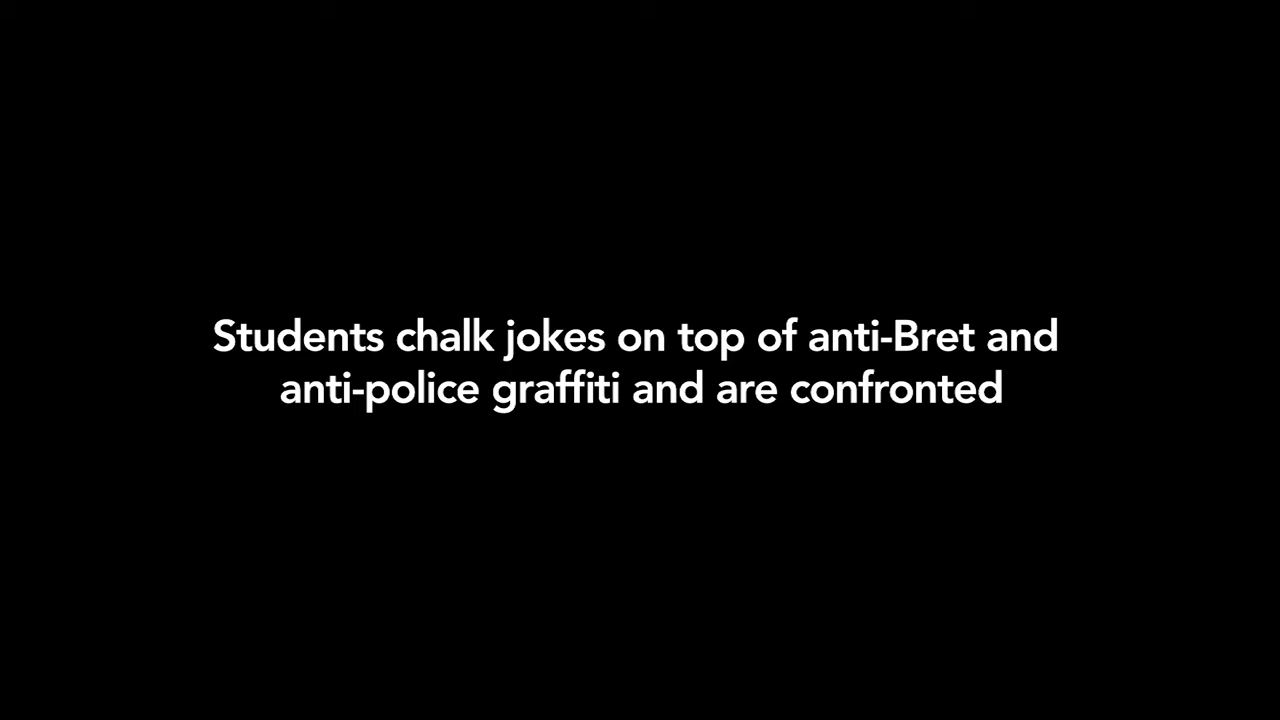 Students chalk jokes on top of anti-Bret and
anti-police graffiti and are confronted